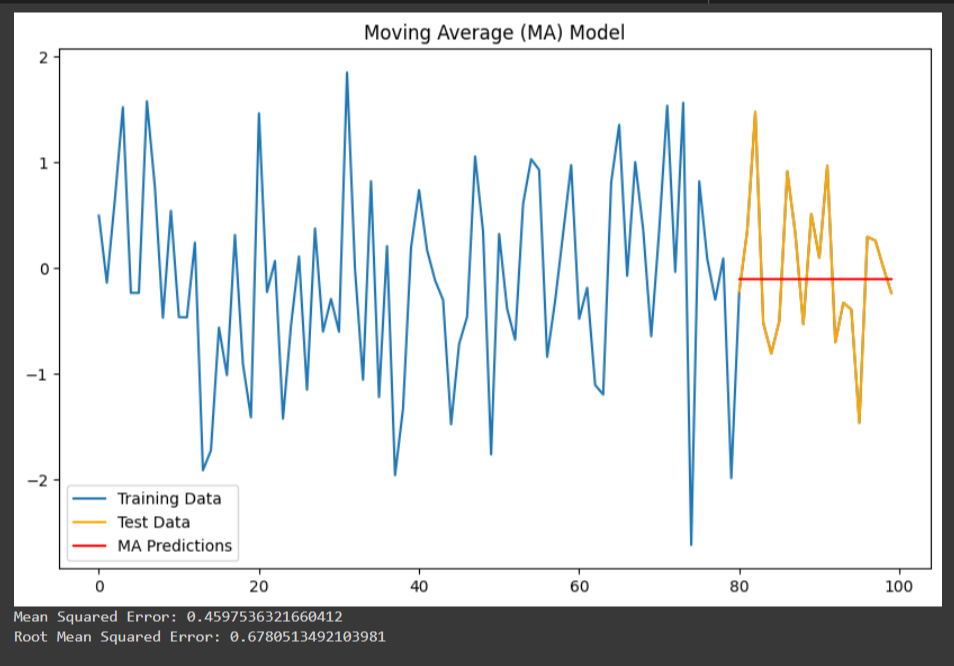 Moving Average (MA) Model
2
1
0
−1
−2
Training Data
Test Data
MA Predictions
0 20 40 60 80 100
Mean Squared Error: 0.4597536321660412
Root Mean Squared Error: 0.6780513492103981